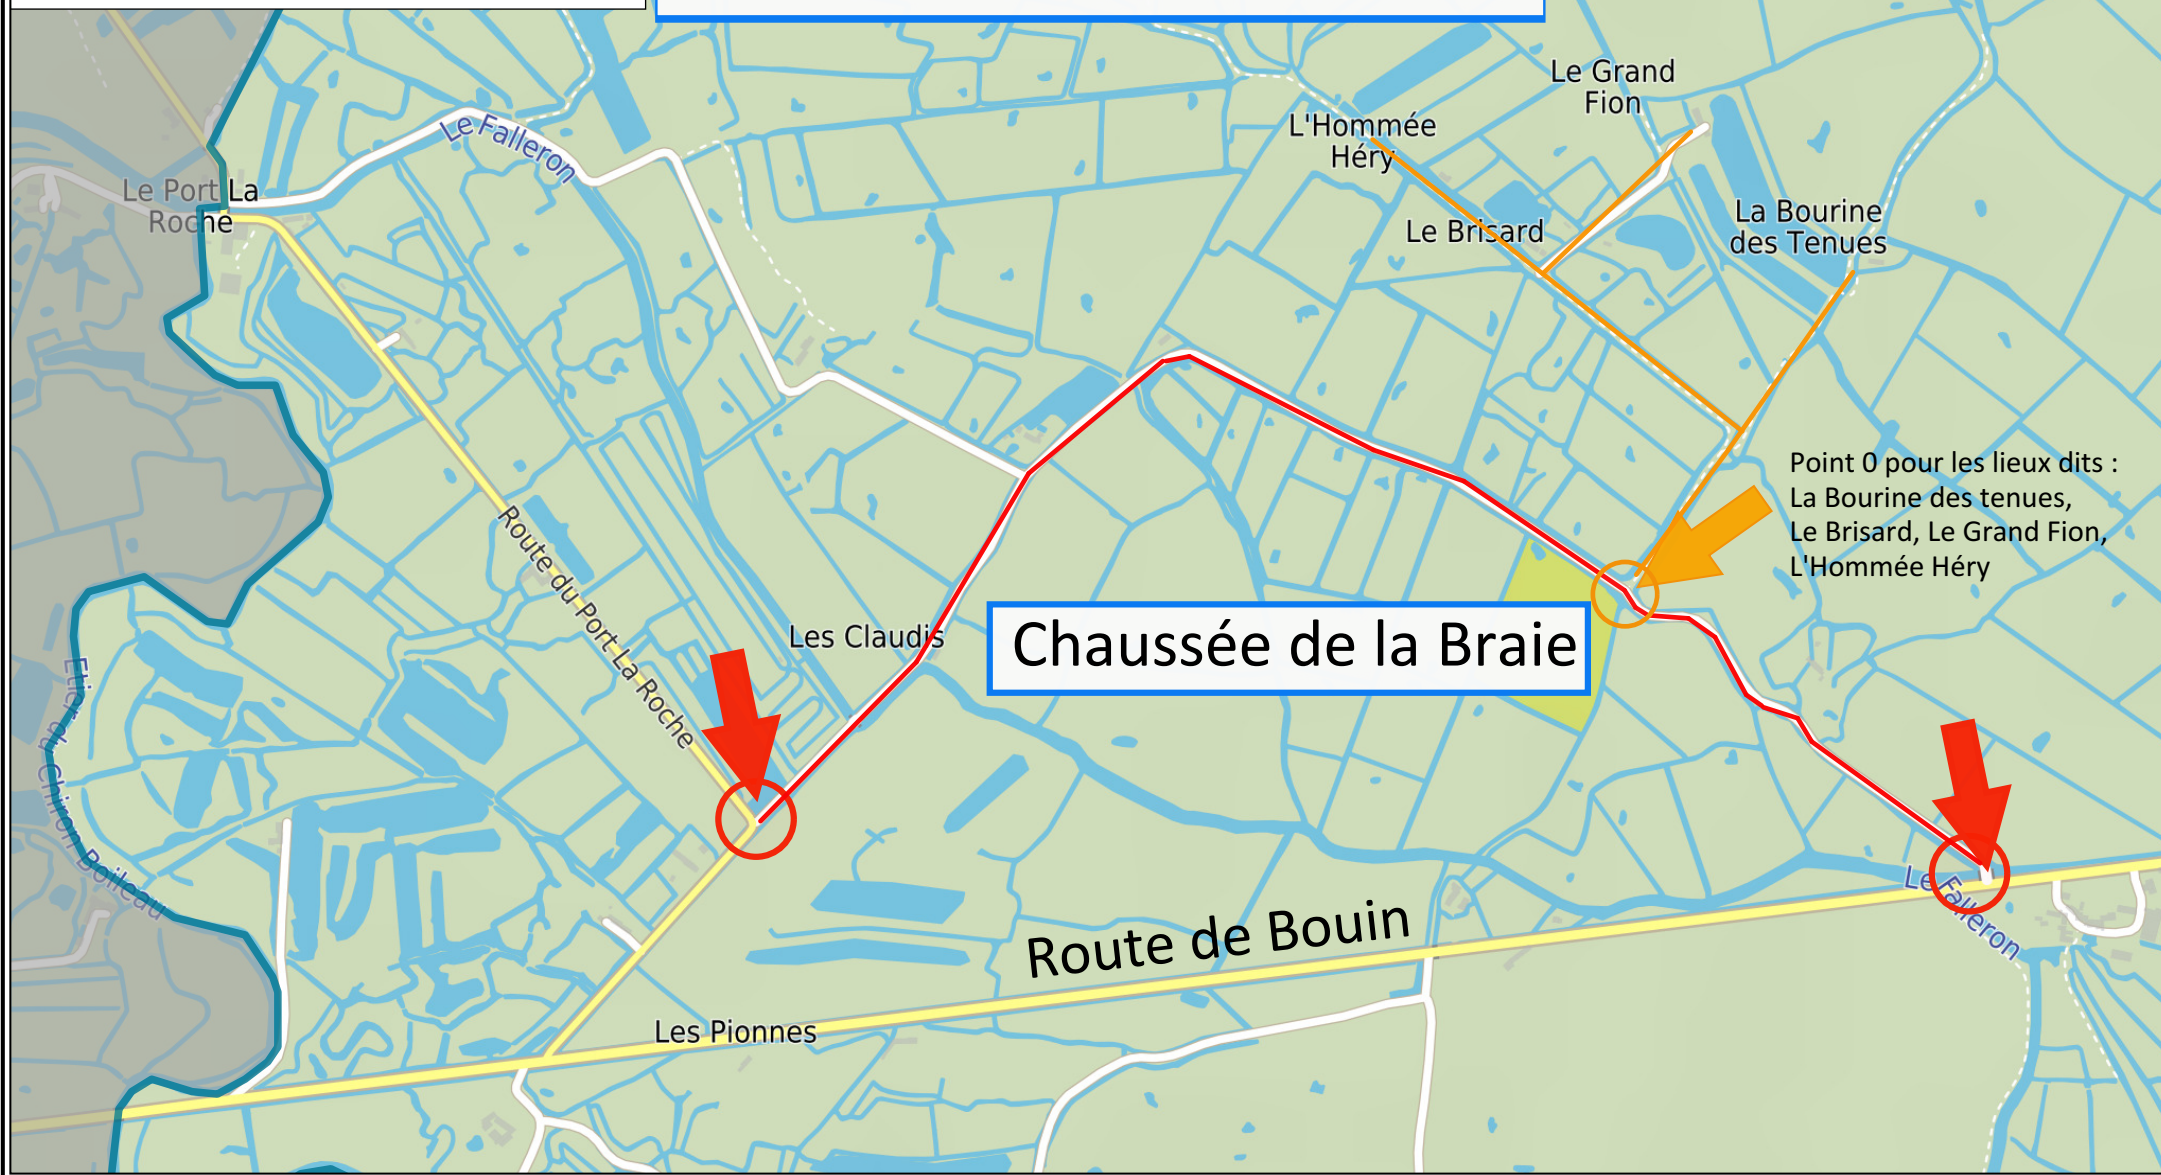 Le Grand
Fion
L'Hommée
Héry
Le Falleron
Le Port La
Roche
La Bourine
des Tenues
Le Brisard
Point 0 pour les lieux dits :
La Bourine des tenues,
Le Brisard, Le Grand Fion,
L'Hommée Héry
Route du Port La Roche
Les Claudis
Chaussée de la Braie
Etier du Chiron Boileau
Le Falleron
Route de Bouin
Les Pionnes